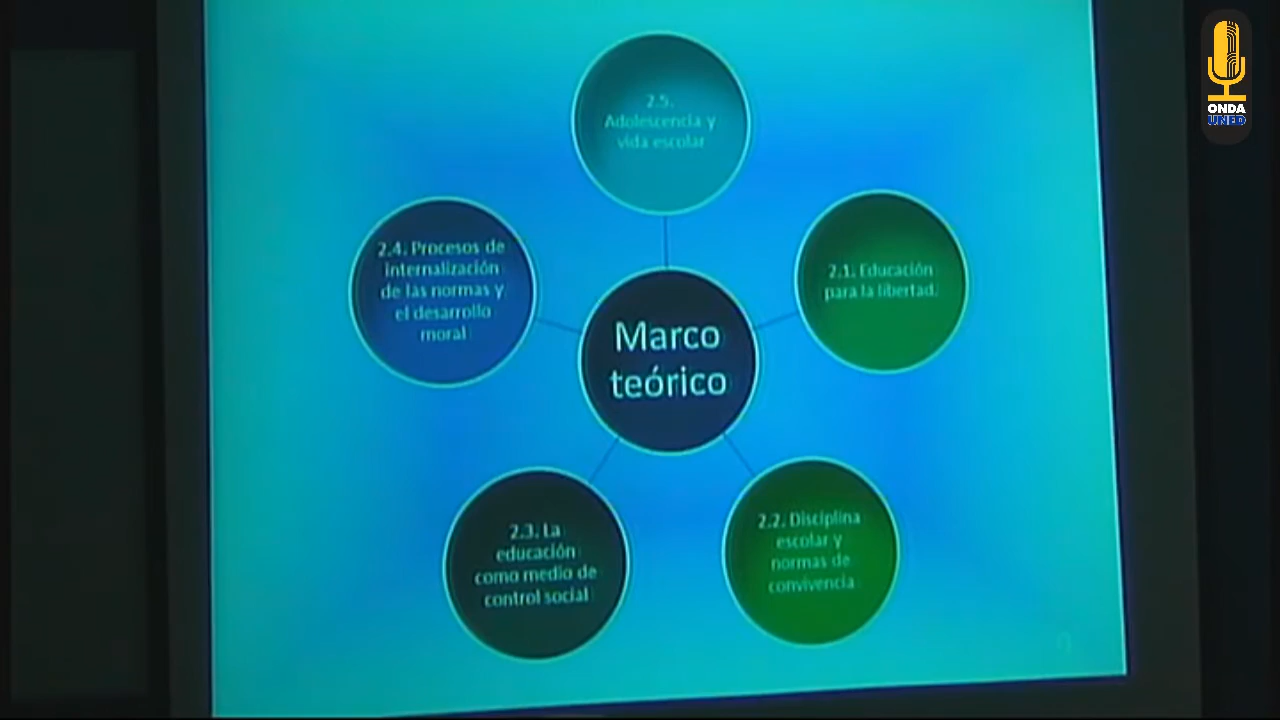 ONDA
UNED
2.5.
Adolescencia y
vida escolar
2.4. Procesos de
internalización
de las normas y
el desarrollo
moral
2.1. Educación
para la libertad.
Marco
teórico
2.3. La
educación
como medio de
control social
2.2. Disciplina
escolar y
normas de
convivencia